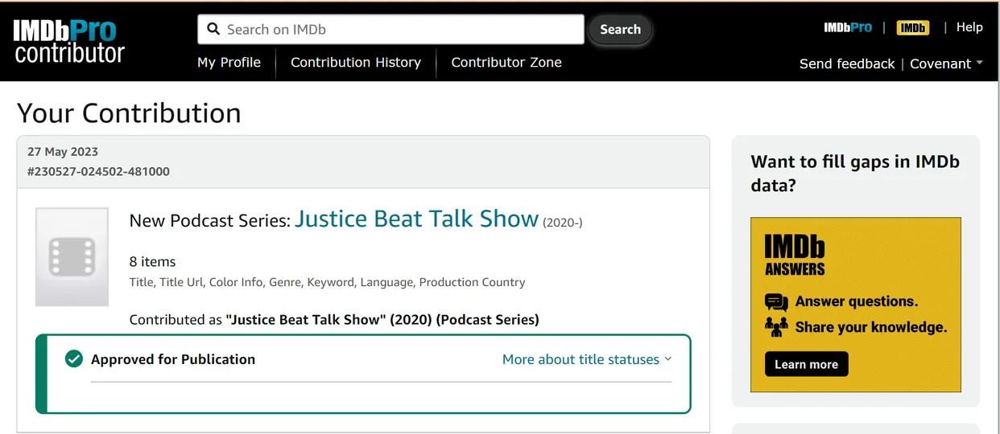 IMDbPro
contributor
Search on IMDb
Search
IMDbPro | IMDb | Help
My Profile
Contribution History
Contributor Zone
Send feedback | Covenant
Your Contribution
27 May 2023
#230527-024502-481000
New Podcast Series: Justice Beat Talk Show (2020-)
8 items
Title, Title Url, Color Info, Genre, Keyword, Language, Production Country
Contributed as "Justice Beat Talk Show" (2020) (Podcast Series)
Approved for Publication
More about title statuses
Want to fill gaps in IMDb
data?
IMDb
ANSWERS
Answer questions.
Share your knowledge.
Learn more